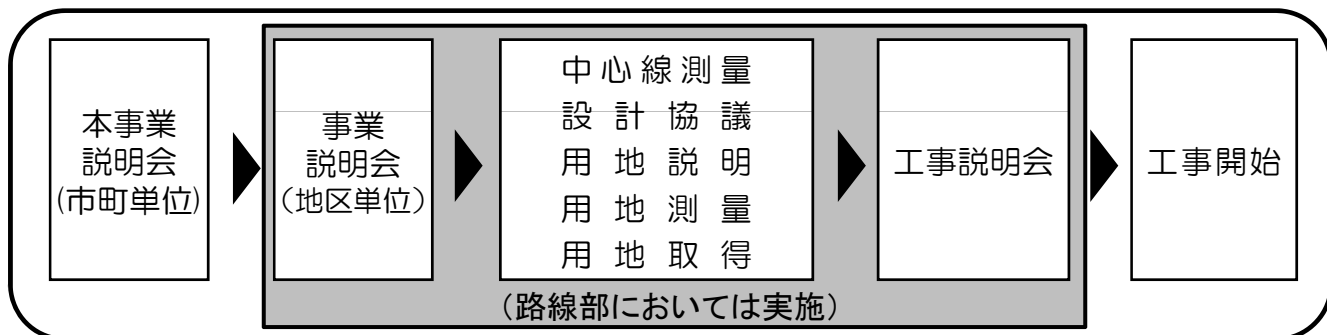 本事業
説明会
(市町単位)
事業
説明会
(地区単位)
中心線測量
設計協議
用地説明
用地測量
用地取得
工事説明会
工事開始
(路線部においては実施)